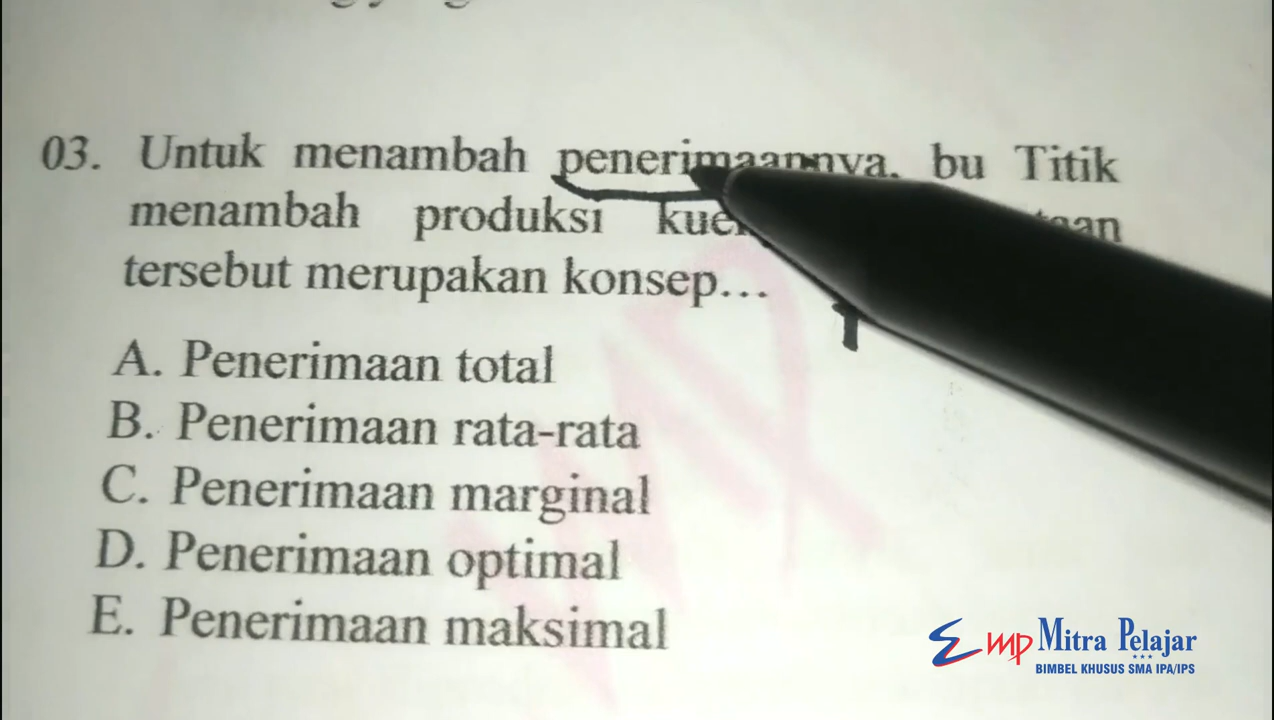 03. Untuk menambah penerimaannya, bu Titik
menambah produksi
tersebut merupakan konsep...
A. Penerimaan total
B. Penerimaan rata-rata
C. Penerimaan marginal
D. Penerimaan optimal
E. Penerimaan maksimal
mp Mitra Pelajar
BIMBEL KHUSUS SMA IPA/IPS